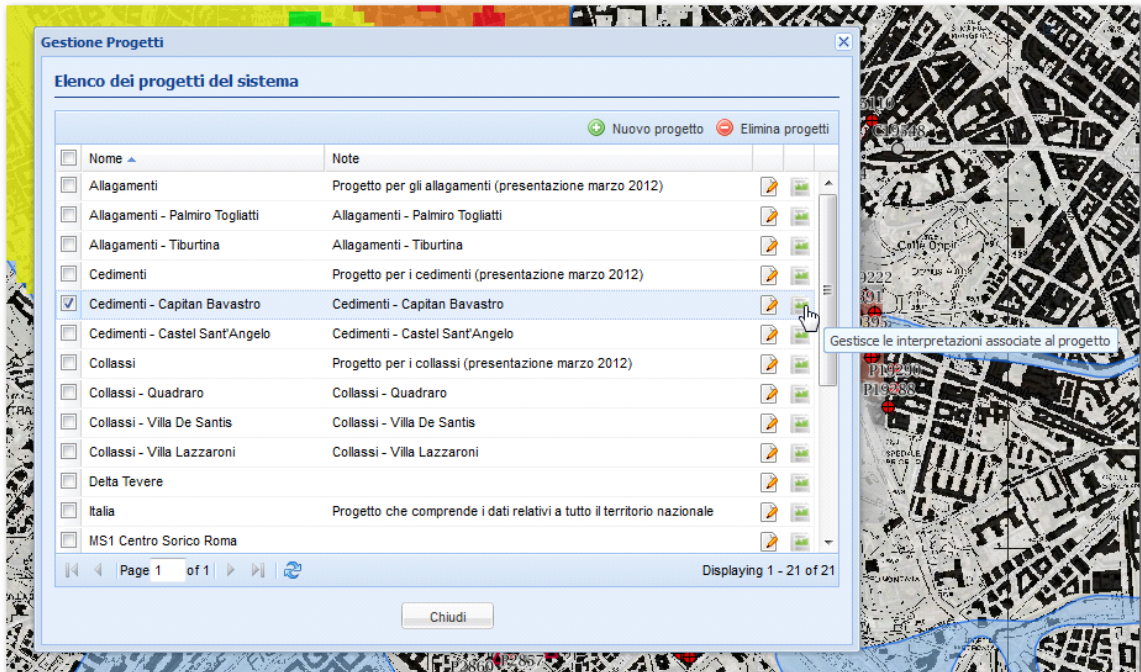 Gestione Progetti
Elenco dei progetti del sistema
Nuovo progetto Elimina progetti
Nome Note
Allagamenti Progetto per gli allagamenti (presentazione marzo 2012)
Allagamenti - Palmiro Togliatti Allagamenti - Palmiro Togliatti
Allagamenti - Tiburtina Allagamenti - Tiburtina
Cedimenti Progetto per i cedimenti (presentazione marzo 2012)
Cedimenti - Capitan Bavastro Cedimenti - Capitan Bavastro
Cedimenti - Castel Sant'Angelo Cedimenti - Castel Sant'Angelo
Gestisce le interpretazioni associate al progetto
Collassi Progetto per i collassi (presentazione marzo 2012)
Collassi - Quadraro Collassi - Quadraro
Collassi - Villa De Santis Collassi - Villa De Santis
Collassi - Villa Lazzaroni Collassi - Villa Lazzaroni
Delta Tevere
Italia Progetto che comprende i dati relativi a tutto il territorio nazionale
MS1 Centro Sorico Roma
Page 1 of 1 Displaying 1 - 21 of 21
Chiudi
C19548
Colle Oppio
P19290
P19288